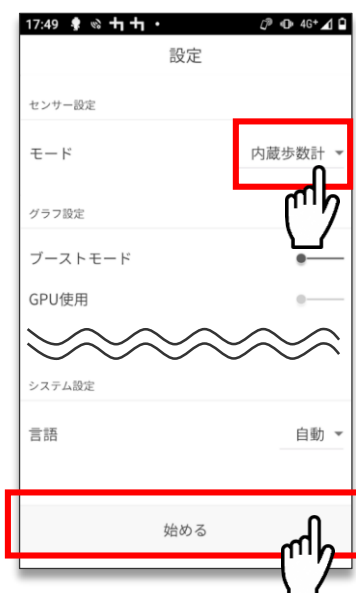 17:49 4G+
設定
センサー設定
モード 内蔵歩数計
グラフ設定
ブーストモード
GPU使用
システム設定
言語 自動
始める